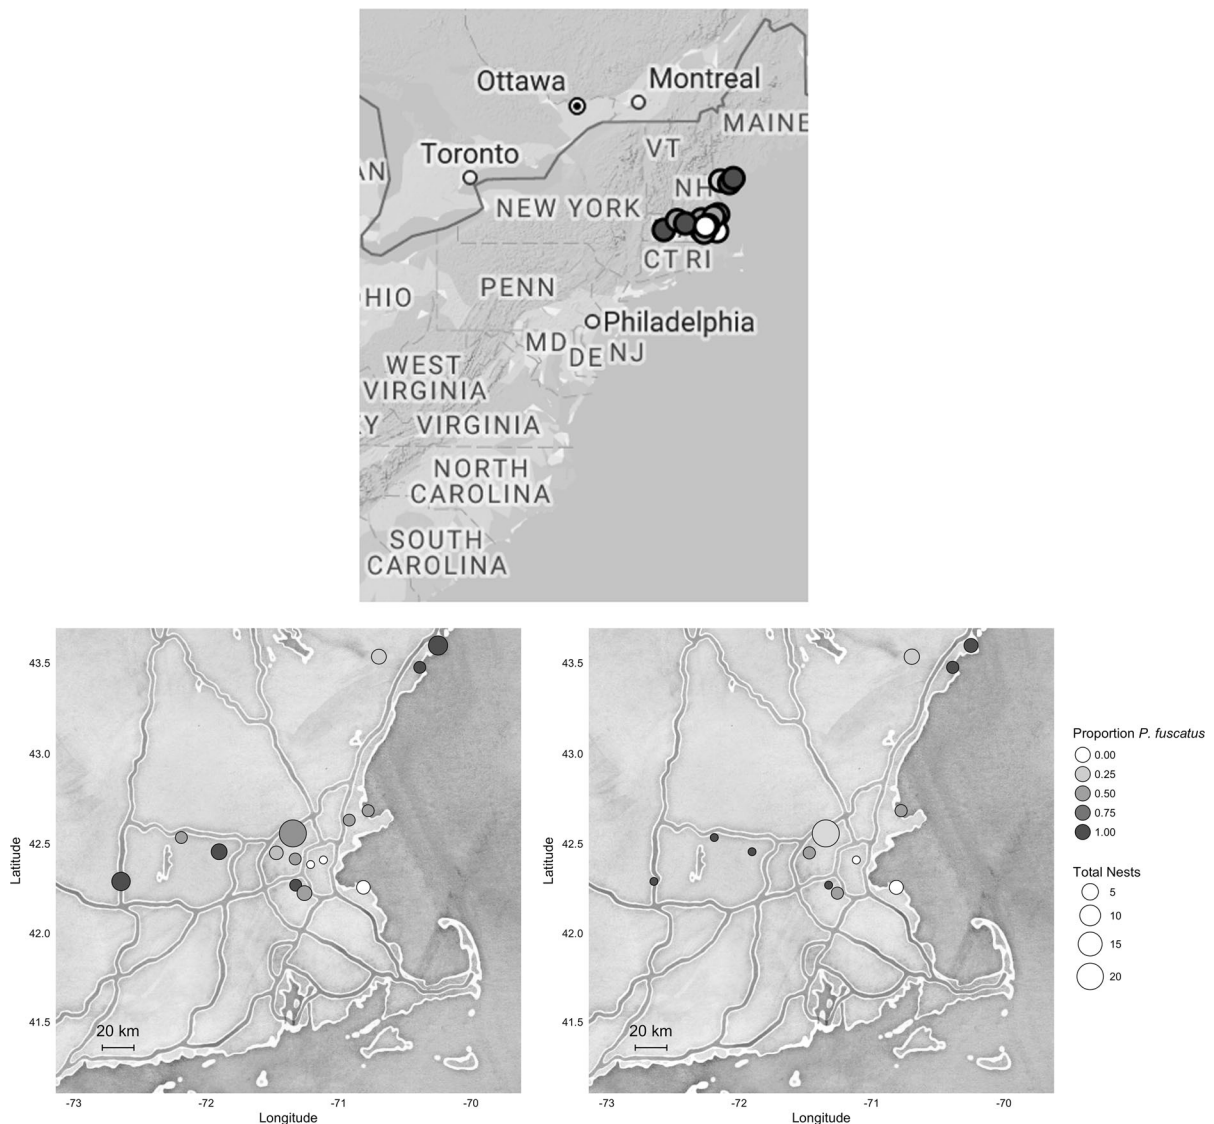 Ottawa
Montreal
MAINE
VT
Toronto
AN
NH
NEW YORK
CT RI
PENN
HIO
Philadelphia
MD
DE
NJ
WEST
VIRGINIA
Y
VIRGINIA
NORTH
CAROLINA
SOUTH
CAROLINA
43.5
43.0
42.5
42.0
41.5
Latitude
20 km
-73
-72
-71
-70
Longitude
43.5
43.0
42.5
42.0
41.5
Latitude
20 km
-73
-72
-71
-70
Longitude
Proportion P. fuscatus
0.00
0.25
0.50
0.75
1.00
Total Nests
5
10
15
20